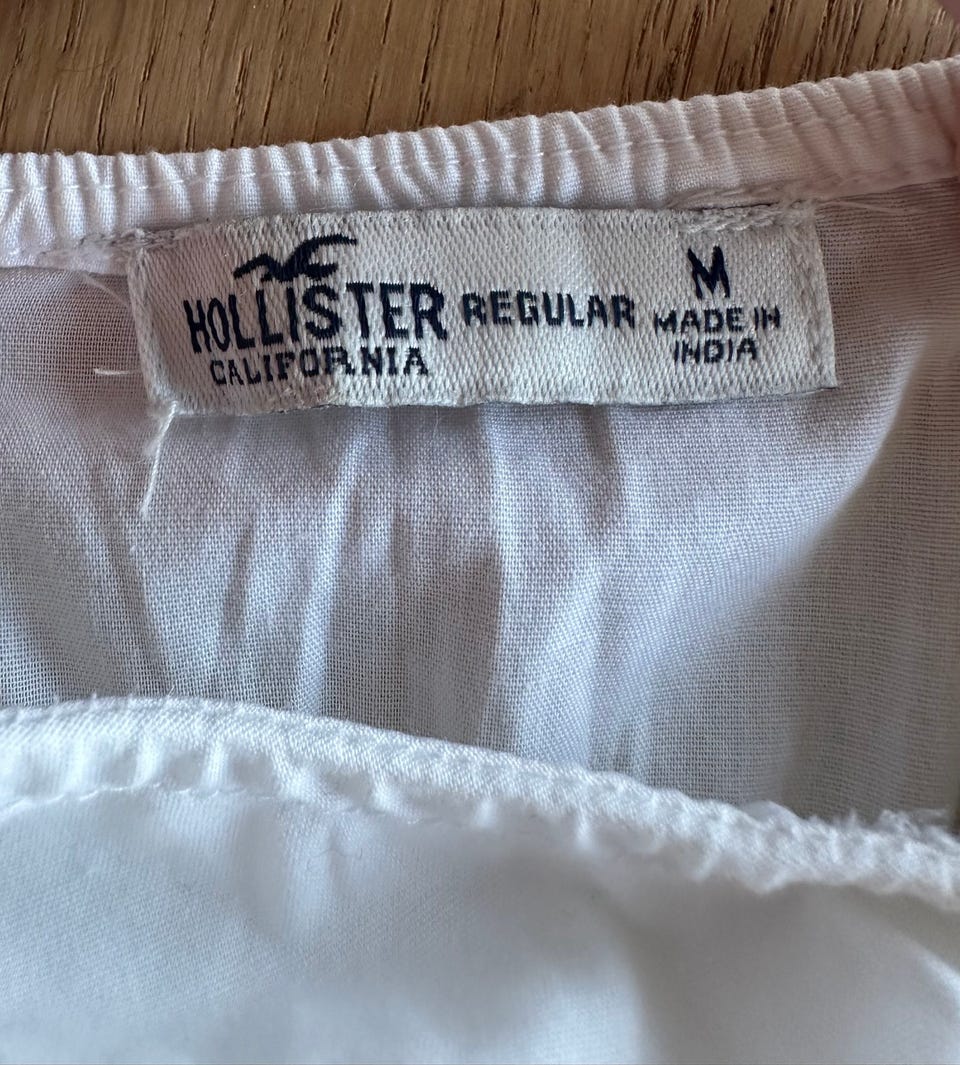 HOLLISTER
CALIFORNIA
REGULAR
M
MADE IN
INDIA